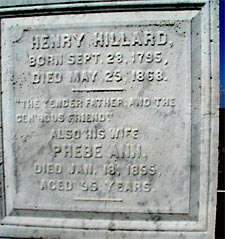 HENRY HILLARD,
BORN SEPT. 23, 1795,
DIED MAY 25, 1868.
"THE TENDER FATHER, AND THE
GENEROUS FRIEND"
ALSO HIS WIFE
PHEBE ANN.
DIED JAN. 18, 1855,
AGED 55 YEARS.